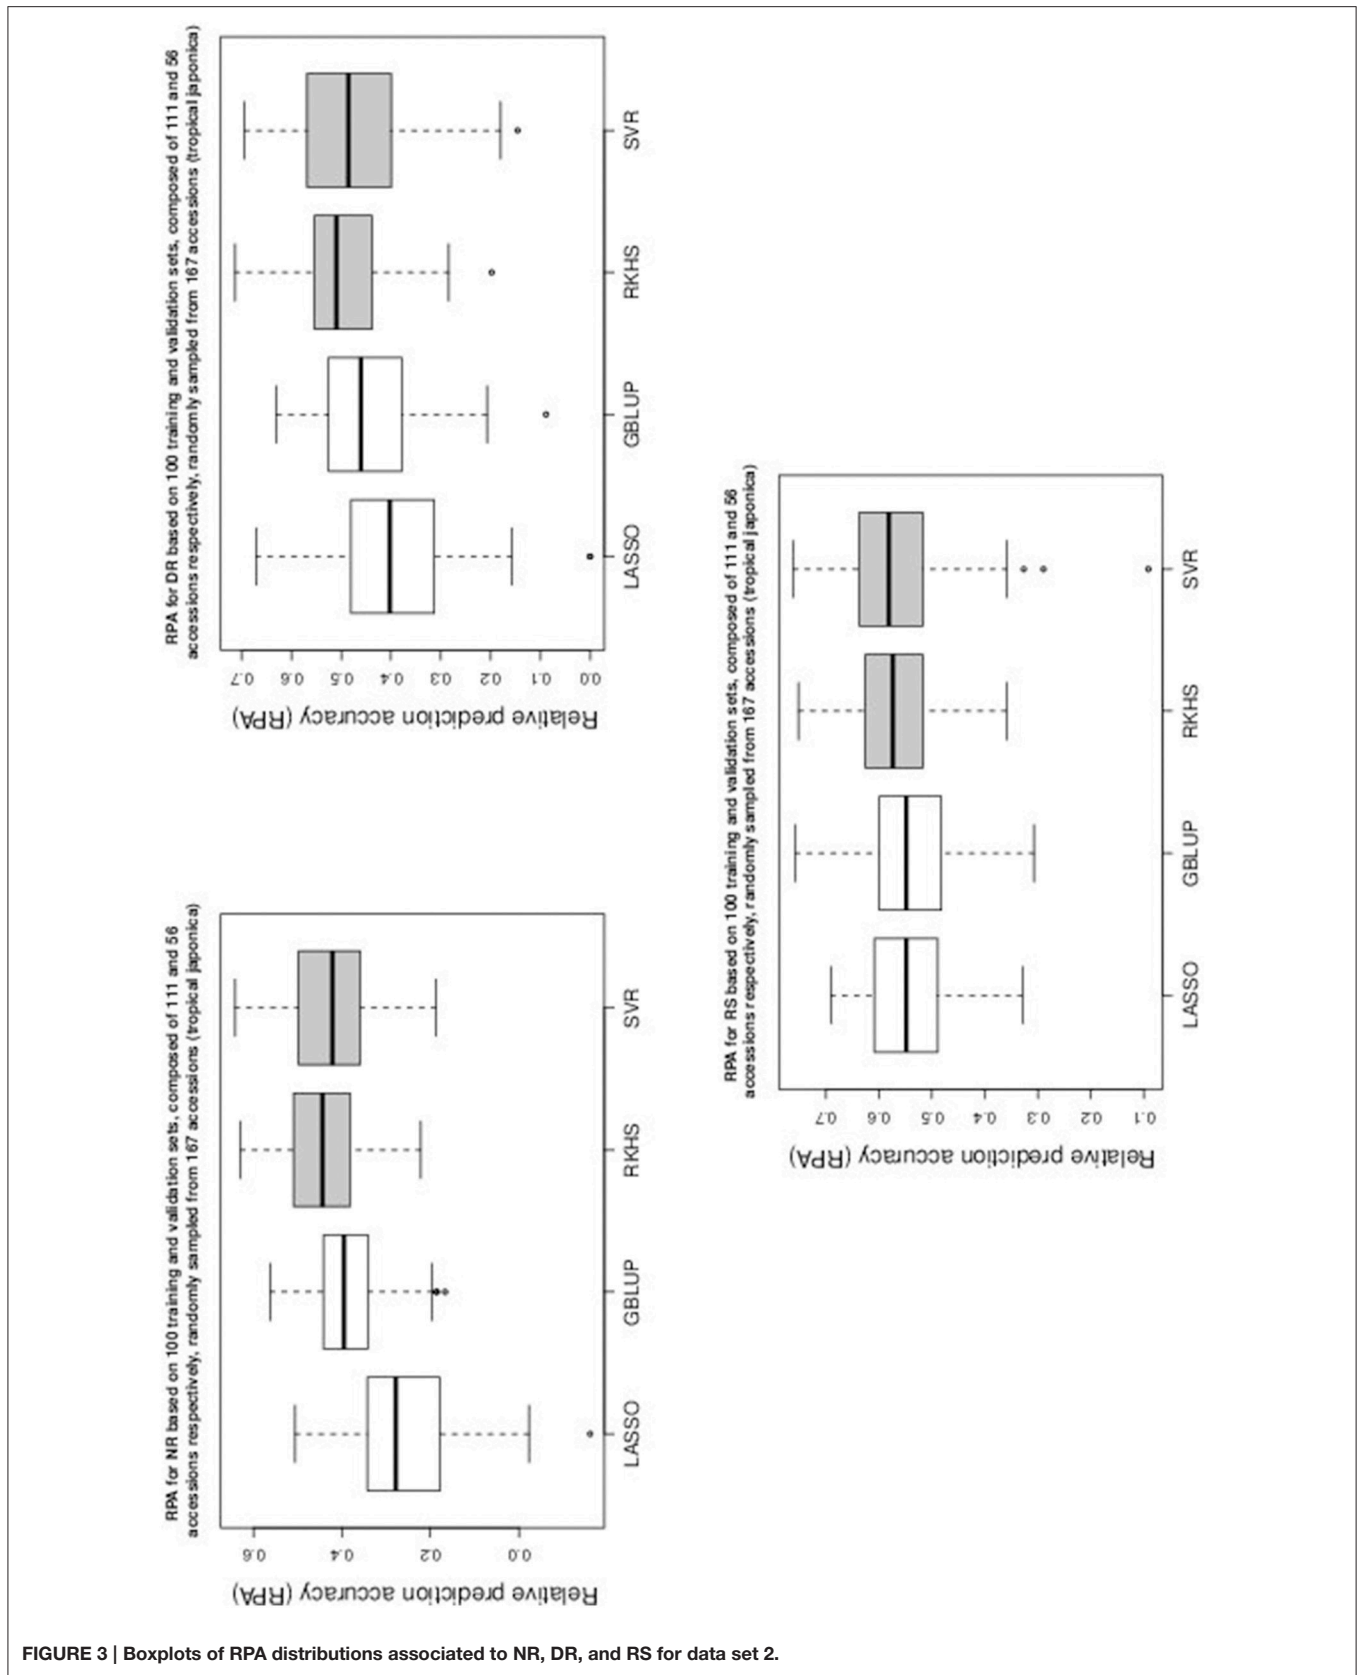 RPA for NR based on 100 training and validation sets, composed of 111 and 56
accessions respectively, randomly sampled from 167 accessions (tropical japonica)
Relative prediction accuracy (RPA)
0.6
0.4
0.2
0.0
LASSO
GBLUP
RKHS
SVR
RPA for DR based on 100 training and validation sets, composed of 111 and 56
accessions respectively, randomly sampled from 167 accessions (tropical japonica)
Relative prediction accuracy (RPA)
0.7
0.6
0.5
0.4
0.3
0.2
0.1
0.0
LASSO
GBLUP
RKHS
SVR
RPA for RS based on 100 training and validation sets, composed of 111 and 56
accessions respectively, randomly sampled from 167 accessions (tropical japonica)
Relative prediction accuracy (RPA)
0.7
0.6
0.5
0.4
0.3
0.2
0.1
LASSO
GBLUP
RKHS
SVR
FIGURE 3 | Boxplots of RPA distributions associated to NR, DR, and RS for data set 2.